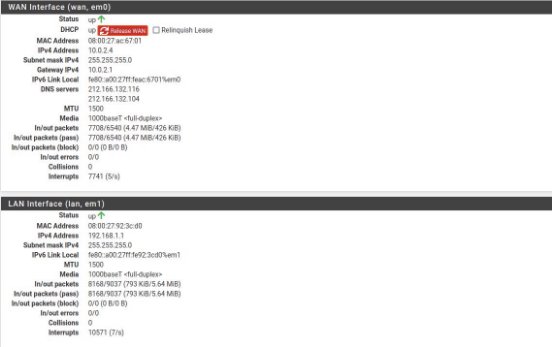 WAN Interface (wan, em0)
Status up
DHCP up Release WAN Relinquish Lease
MAC Address 08:00:27:ac:67:01
IPv4 Address 10.0.2.4
Subnet mask IPv4 255.255.255.0
Gateway IPv4 10.0.2.1
IPv6 Link Local fe80::a00:27ff:feac:6701%em0
DNS servers 212.166.132.116
212.166.132.104
MTU 1500
Media 1000baseT <full-duplex>
In/out packets 7708/6540 (4.47 MiB/426 KiB)
In/out packets (pass) 7708/6540 (4.47 MiB/426 KiB)
In/out packets (block) 0/0 (0 B/0 B)
In/out errors 0/0
Collisions 0
Interrupts 7741 (5/s)
LAN Interface (lan, em1)
Status up
MAC Address 08:00:27:92:3c:d0
IPv4 Address 192.168.1.1
Subnet mask IPv4 255.255.255.0
IPv6 Link Local fe80::a00:27ff:fe92:3cd0%em1
MTU 1500
Media 1000baseT <full-duplex>
In/out packets 8168/9037 (793 KiB/5.64 MiB)
In/out packets (pass) 8168/9037 (793 KiB/5.64 MiB)
In/out packets (block) 0/0 (0 B/0 B)
In/out errors 0/0
Collisions 0
Interrupts 10571 (7/s)